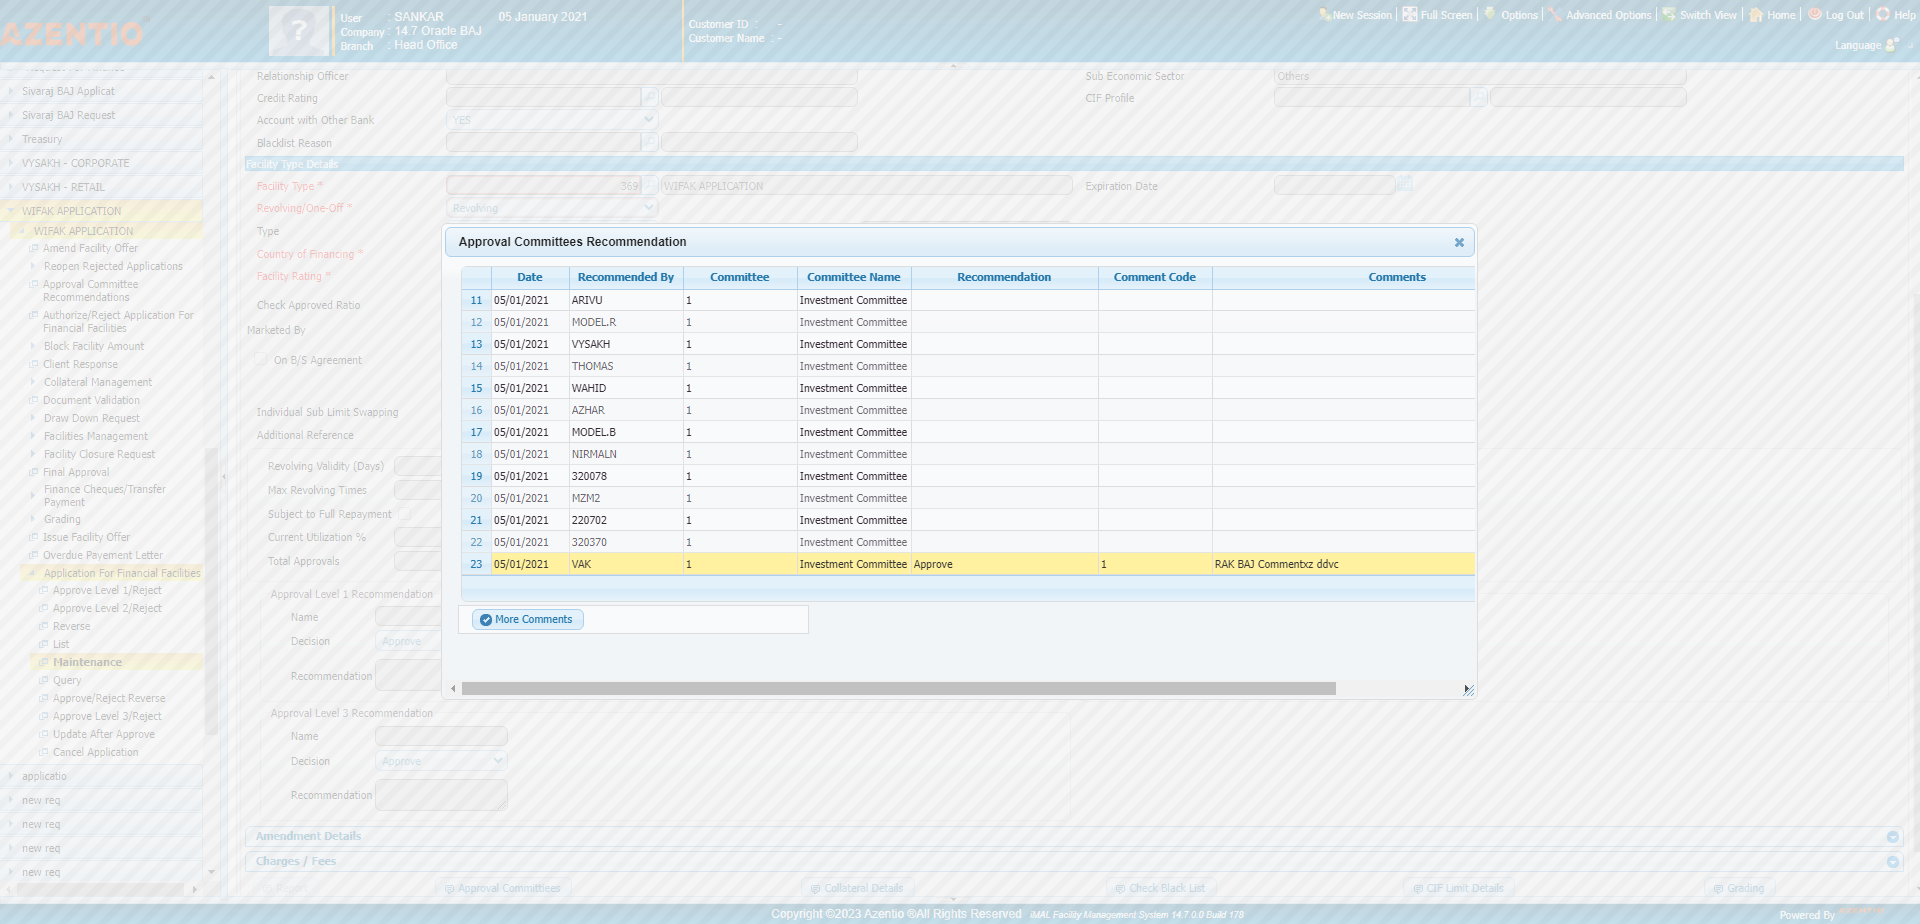 AZENTIO
User : SANKAR 05 January 2021
Company : 14.7 Oracle BAJ
Branch : Head Office
Customer ID : -
Customer Name : -
New Session Full Screen Options Advanced Options Switch View Home Log Out Help
Language
Sivaraj BAJ Applicat
Sivaraj BAJ Request
Treasury
VYSAKH - CORPORATE
VYSAKH - RETAIL
WIFAK APPLICATION
WIFAK APPLICATION
Amend Facility Offer
Reopen Rejected Applications
Approval Committee
Recommendations
Authorize/Reject Application For
Financial Facilities
Block Facility Amount
Client Response
Collateral Management
Document Validation
Draw Down Request
Facilities Management
Facility Closure Request
Final Approval
Finance Cheques/Transfer
Payment
Grading
Issue Facility Offer
Overdue Payement Letter
Application For Financial Facilities
Approve Level 1/Reject
Approve Level 2/Reject
Reverse
List
Maintenance
Query
Approve/Reject Reverse
Approve Level 3/Reject
Update After Approve
Cancel Application
applicatio
new req
new req
new req
new req
Relationship Officer
Sub Economic Sector Others
Credit Rating
CIF Profile
Account with Other Bank YES
Blacklist Reason
Facility Type Details
Facility Type * 369 WIFAK APPLICATION
Expiration Date
Revolving/One-Off * Revolving
Type
Country of Financing *
Facility Rating *
Check Approved Ratio
Marketed By
On B/S Agreement
Individual Sub Limit Swapping
Additional Reference
Revolving Validity (Days)
Max Revolving Times
Subject to Full Repayment
Current Utilization %
Total Approvals
Approval Level 1 Recommendation
Name
Decision Approve
Recommendation
Approval Level 3 Recommendation
Name
Decision Approve
Recommendation
Approval Committees Recommendation
Date Recommended By Committee Committee Name Recommendation Comment Code Comments
11 05/01/2021 ARIVU 1 Investment Committee
12 05/01/2021 MODEL.R 1 Investment Committee
13 05/01/2021 VYSAKH 1 Investment Committee
14 05/01/2021 THOMAS 1 Investment Committee
15 05/01/2021 WAHID 1 Investment Committee
16 05/01/2021 AZHAR 1 Investment Committee
17 05/01/2021 MODEL.B 1 Investment Committee
18 05/01/2021 NIRMALN 1 Investment Committee
19 05/01/2021 320078 1 Investment Committee
20 05/01/2021 MZM2 1 Investment Committee
21 05/01/2021 220702 1 Investment Committee
22 05/01/2021 320370 1 Investment Committee
23 05/01/2021 VAK 1 Investment Committee Approve 1 RAK BAJ Commentxz ddvc
More Comments
Amendment Details
Charges / Fees
Approval Committees Collateral Details Check Black List CIF Limit Details Grading
Copyright ©2023 Azentio ®All Rights Reserved iMAL Facility Management System 14.7.0.0 Build 178
Powered By